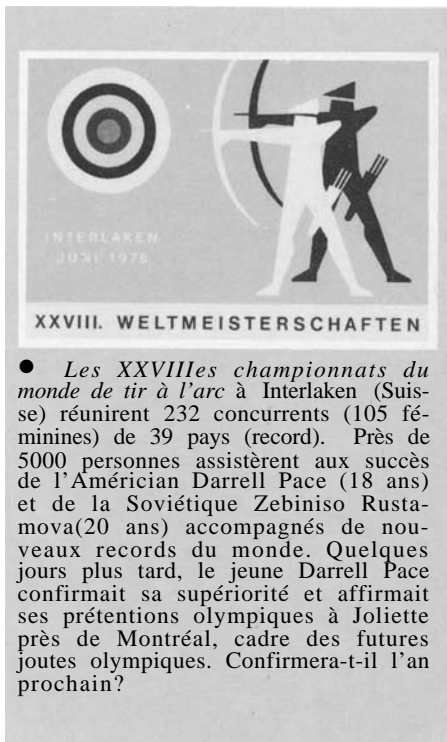 INTERLAKEN
JUNI 1975
XXVIII. WELTMEISTERSCHAFTEN
● Les XXVIIIes championnats du
monde de tir à l'arc à Interlaken (Suis-
se) réunirent 232 concurrents (105 fé-
minines) de 39 pays (record). Près de
5000 personnes assistèrent aux succès
de l'Américian Darrell Pace (18 ans)
et de la Soviétique Zebiniso Rusta-
mova(20 ans) accompagnés de nou-
veaux records du monde. Quelques
jours plus tard, le jeune Darrell Pace
confirmait sa supériorité et affirmait
ses prétentions olympiques à Joliette
près de Montréal, cadre des futures
joutes olympiques. Confirmera-t-il l'an
prochain?